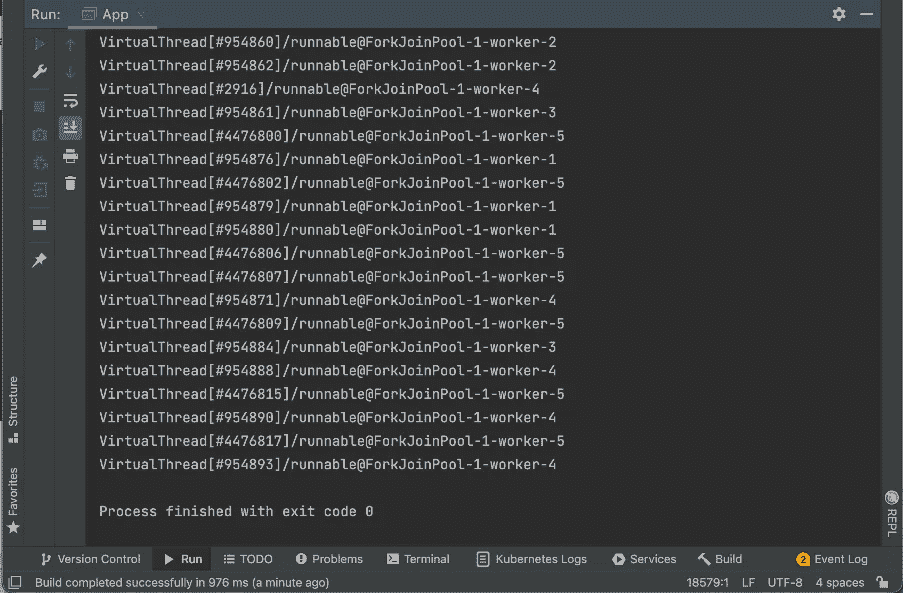 Run: App
VirtualThread[#954860]/runnable@ForkJoinPool-1-worker-2
VirtualThread[#954862]/runnable@ForkJoinPool-1-worker-2
VirtualThread[#2916]/runnable@ForkJoinPool-1-worker-4
VirtualThread[#954861]/runnable@ForkJoinPool-1-worker-3
VirtualThread[#4476800]/runnable@ForkJoinPool-1-worker-5
VirtualThread[#954876]/runnable@ForkJoinPool-1-worker-1
VirtualThread[#4476802]/runnable@ForkJoinPool-1-worker-5
VirtualThread[#954879]/runnable@ForkJoinPool-1-worker-1
VirtualThread[#954880]/runnable@ForkJoinPool-1-worker-1
VirtualThread[#4476806]/runnable@ForkJoinPool-1-worker-5
VirtualThread[#4476807]/runnable@ForkJoinPool-1-worker-5
VirtualThread[#954871]/runnable@ForkJoinPool-1-worker-4
VirtualThread[#4476809]/runnable@ForkJoinPool-1-worker-5
VirtualThread[#954884]/runnable@ForkJoinPool-1-worker-3
VirtualThread[#954888]/runnable@ForkJoinPool-1-worker-4
VirtualThread[#4476815]/runnable@ForkJoinPool-1-worker-5
VirtualThread[#954890]/runnable@ForkJoinPool-1-worker-4
VirtualThread[#4476817]/runnable@ForkJoinPool-1-worker-5
VirtualThread[#954893]/runnable@ForkJoinPool-1-worker-4
Process finished with exit code 0
Structure
Favorites
REPL
Version Control Run TODO Problems Terminal Kubernetes Logs Services Build 2 Event Log
Build completed successfully in 976 ms (a minute ago) 18579:1 LF UTF-8 4 spaces